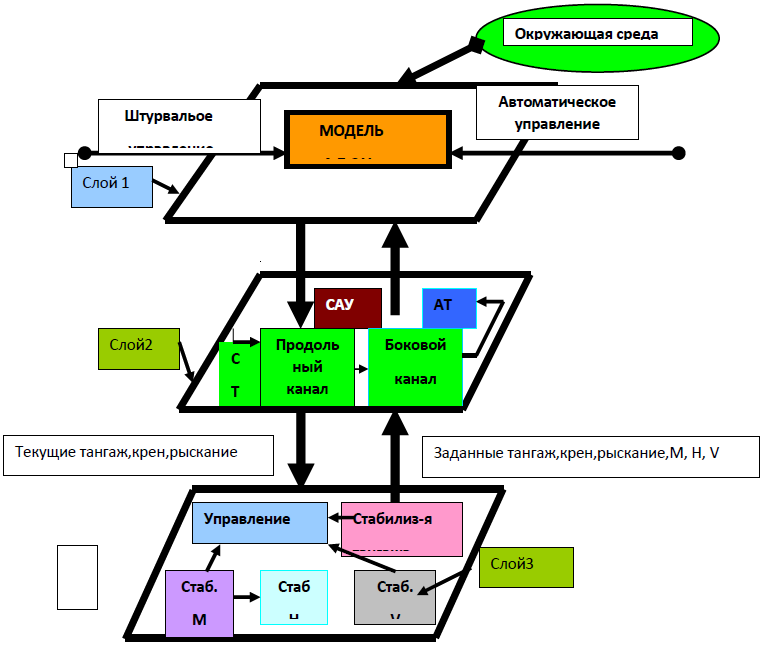 Окружающая среда
Штурвальое
Автоматическое
управление
МОДЕЛЬ
Слой 1
САУ
АТ
Слой2
С
Т
Продоль
ный
канал
Боковой
канал
Текущие тангаж,крен,рыскание
Заданные тангаж,крен,рыскание,М, Н, V
Управление
Стабилиз-я
Слой3
Стаб.
М
Стаб
Стаб.